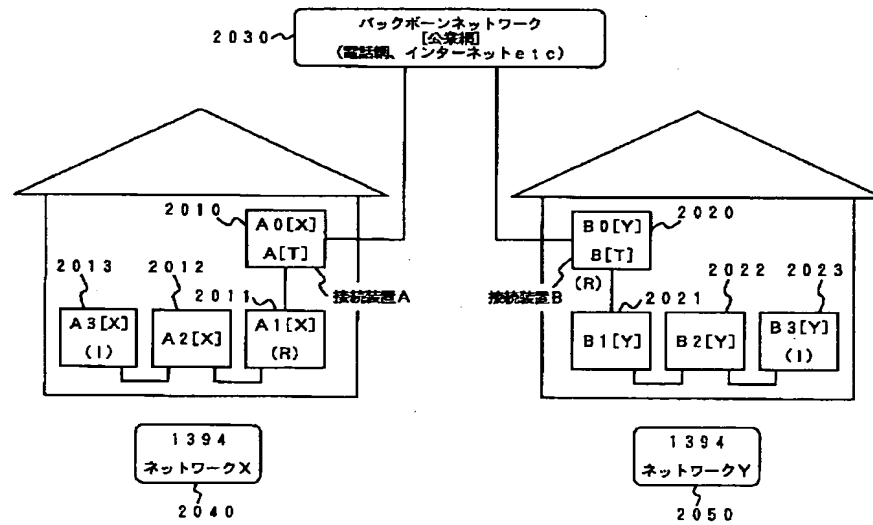 バックボーンネットワーク
[公衆網]
(電話網、インターネットetc)
2030
2010
A0[X]
A[T]
接続装置A
2013
2012
2011
A3[X]
(I)
A2[X]
A1[X]
(R)
B0[Y]
B[T]
2020
接続装置B
(R)
2021
2022
2023
B1[Y]
B2[Y]
B3[Y]
(I)
1394
ネットワークX
2040
1394
ネットワークY
2050